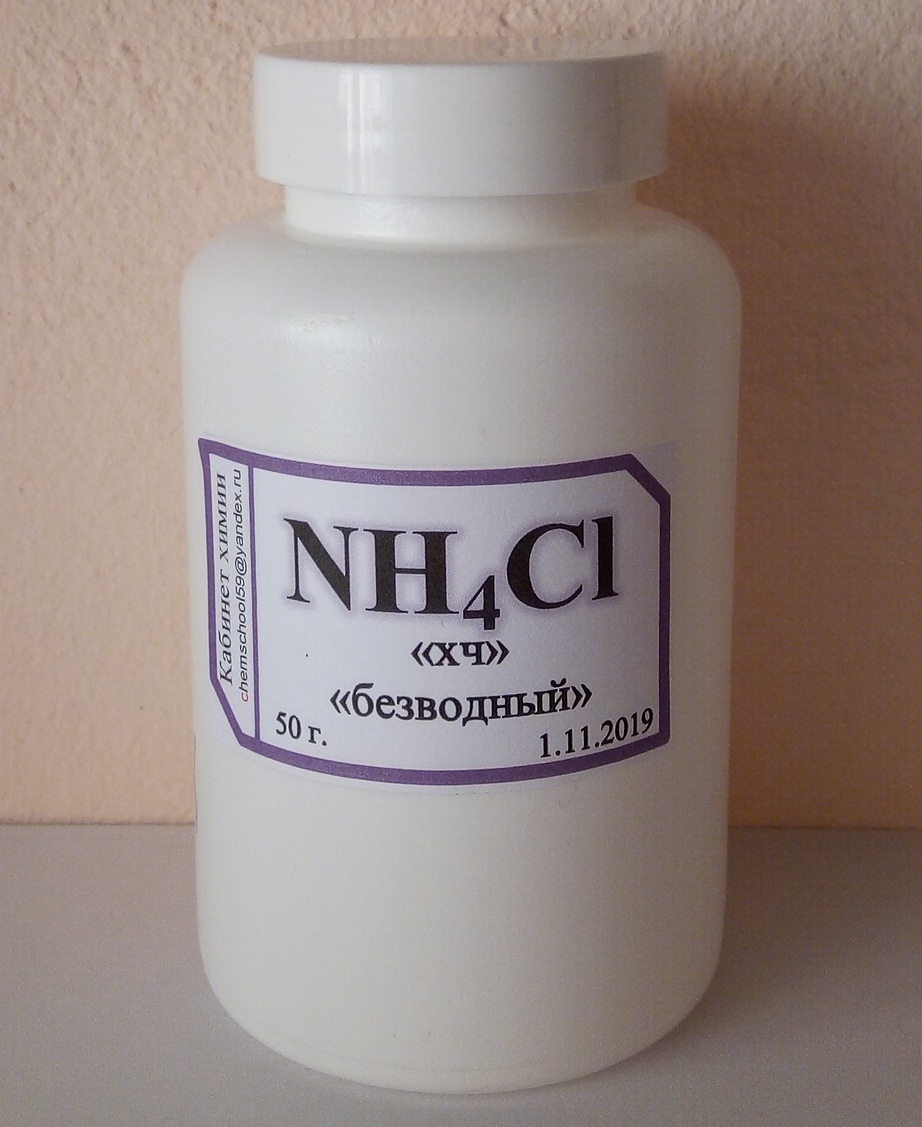 Кабинет химии
chemschool59@yandex.ru
NH₄Cl
«хч»
«безводный»
50 г.
1.11.2019